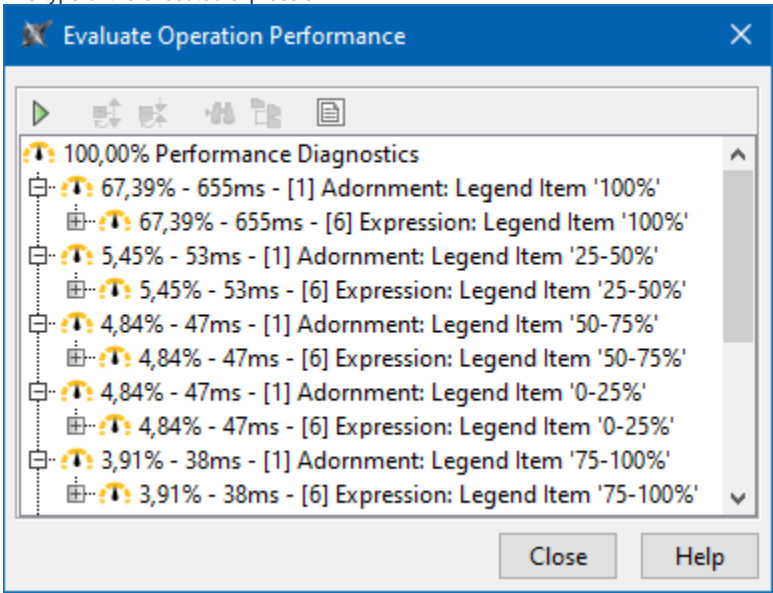 Evaluate Operation Performance
100,00% Performance Diagnostics
67,39% - 655ms - [1] Adornment: Legend Item '100%'
67,39% - 655ms - [6] Expression: Legend Item '100%'
5,45% - 53ms - [1] Adornment: Legend Item '25-50%'
5,45% - 53ms - [6] Expression: Legend Item '25-50%'
4,84% - 47ms - [1] Adornment: Legend Item '50-75%'
4,84% - 47ms - [6] Expression: Legend Item '50-75%'
4,84% - 47ms - [1] Adornment: Legend Item '0-25%'
4,84% - 47ms - [6] Expression: Legend Item '0-25%'
3,91% - 38ms - [1] Adornment: Legend Item '75-100%'
3,91% - 38ms - [6] Expression: Legend Item '75-100%'
Close Help